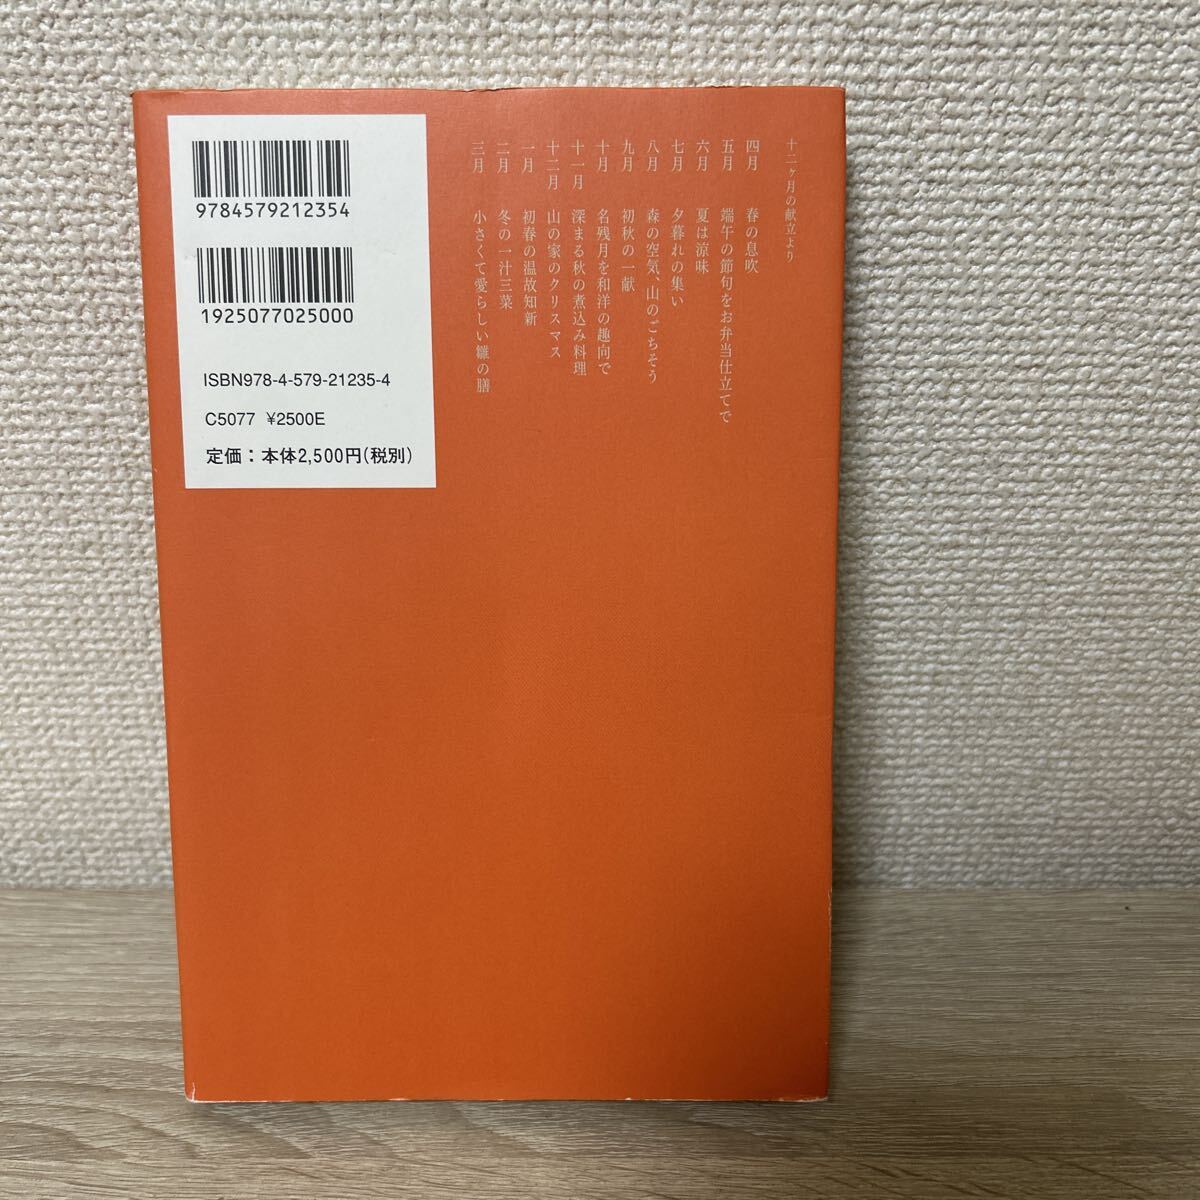 9784579212354
1925077025000
ISBN978-4-579-21235-4
C5077 ¥2500E
定価：本体2,500円(税別)
十二ヶ月の献立より
四月 春の息吹
五月 端午の節句をお弁当仕立てで
六月 夏は涼味
七月 夕暮れの集い
八月 森の空気、山のごちそう
九月 初秋の一献
十月 名残月を和洋の趣向で
十一月 深まる秋の煮込み料理
十二月 山の家のクリスマス
一月 初春の温故知新
二月 冬の一汁三菜
三月 小さくて愛らしい雛の膳